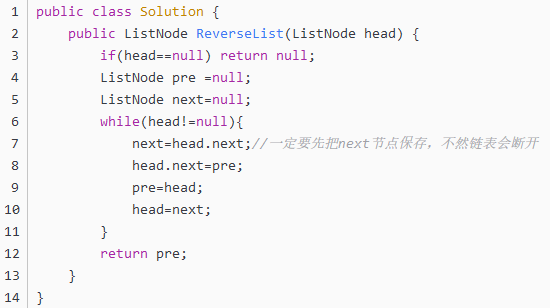 1 public class Solution {
2 public ListNode ReverseList(ListNode head) {
3 if(head==null) return null;
4 ListNode pre =null;
5 ListNode next=null;
6 while(head!=null){
7 next=head.next;//一定要先把next节点保存，不然链表会断开
8 head.next=pre;
9 pre=head;
10 head=next;
11 }
12 return pre;
13 }
14 }